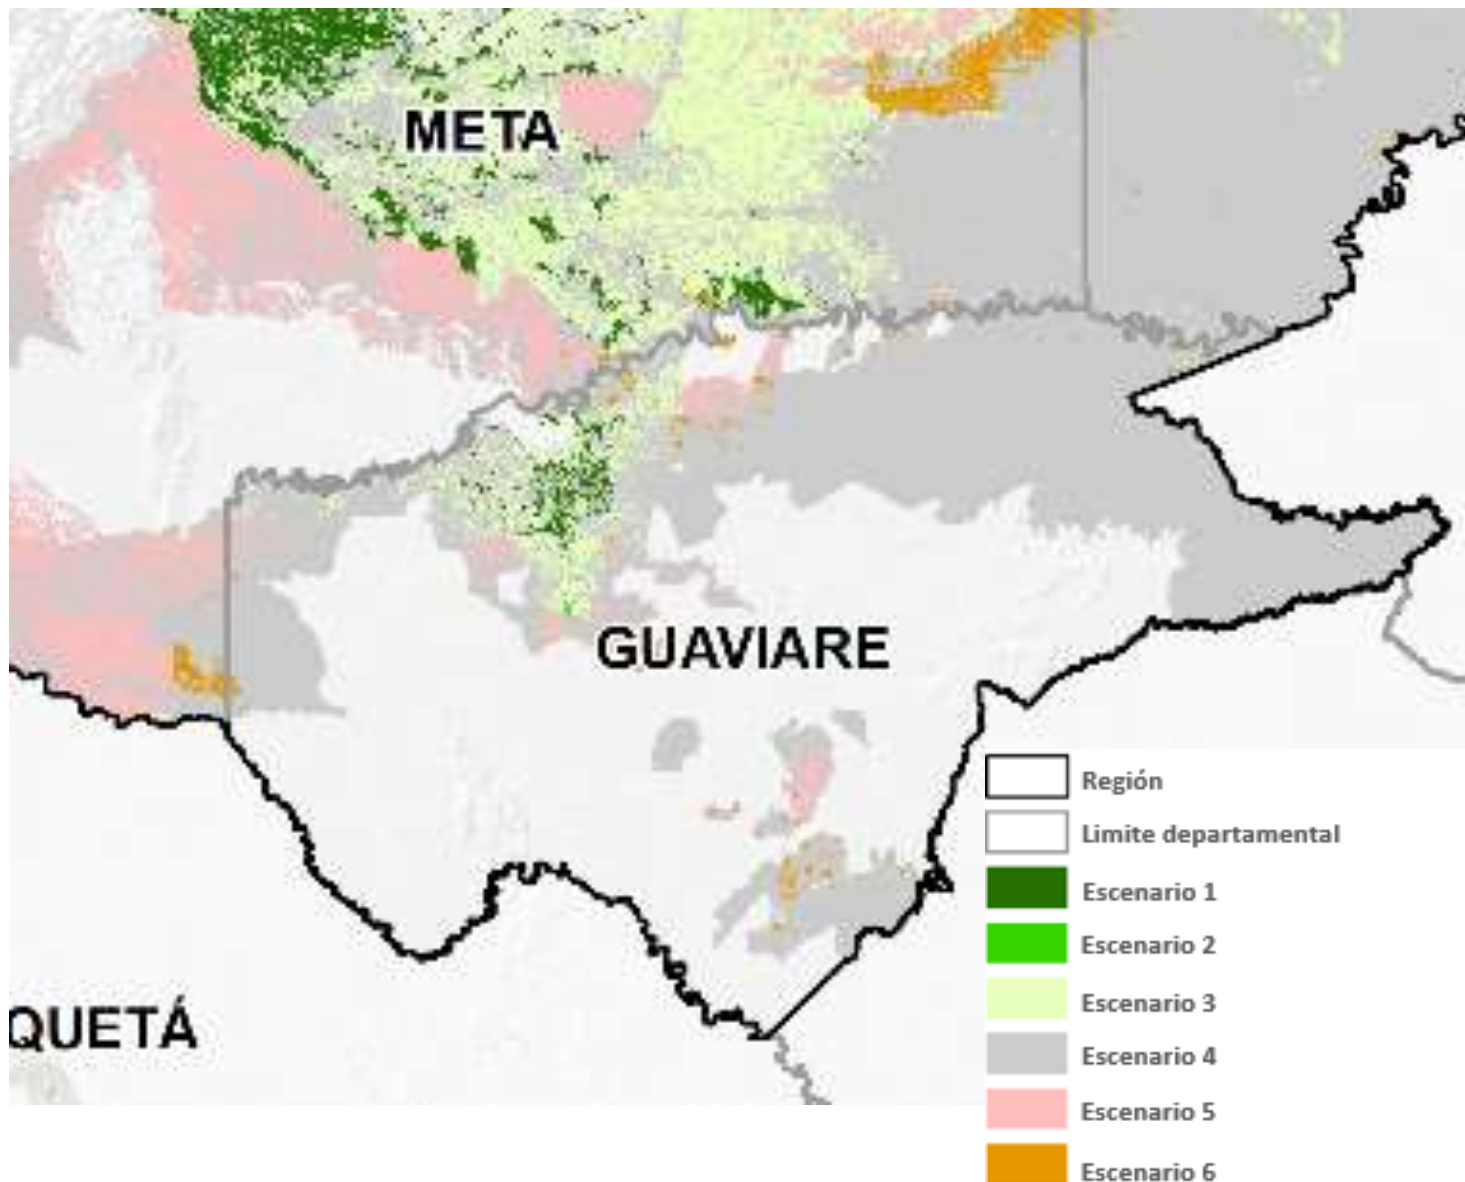 META
GUAVIARE
QUETÁ
Región
Limite departamental
Escenario 1
Escenario 2
Escenario 3
Escenario 4
Escenario 5
Escenario 6